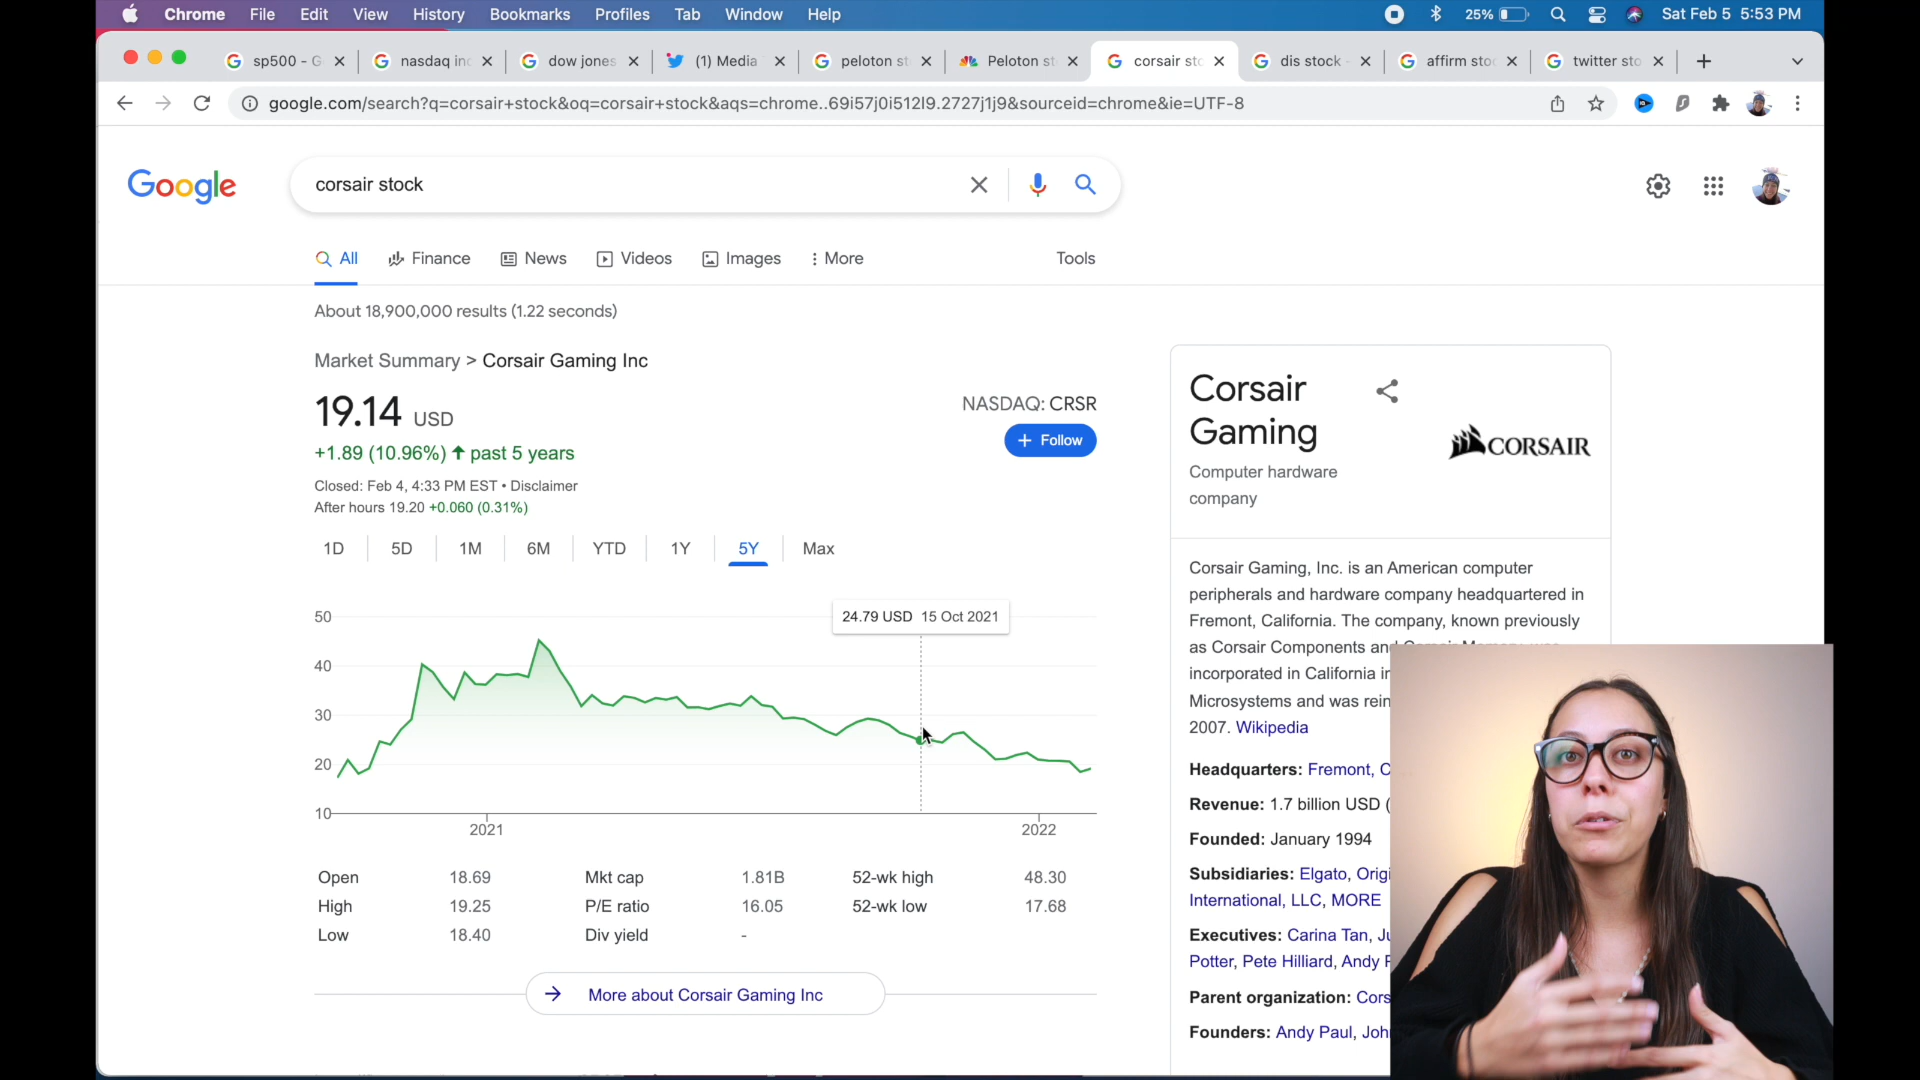 Chrome File Edit View History Bookmarks Profiles Tab Window Help 25% Sat Feb 5 5:53 PM
sp500 - G nasdaq inc dow jones (1) Media peloton st Peloton st corsair sto dis stock - affirm stoc twitter sto
google.com/search?q=corsair+stock&oq=corsair+stock&aqs=chrome..69i57j0i512l9.2727j1j9&sourceid=chrome&ie=UTF-8
Google corsair stock
All Finance News Videos Images More Tools
About 18,900,000 results (1.22 seconds)
Market Summary > Corsair Gaming Inc
19.14 USD
NASDAQ: CRSR
+1.89 (10.96%) past 5 years
+ Follow
Closed: Feb 4, 4:33 PM EST • Disclaimer
After hours 19.20 +0.060 (0.31%)
1D 5D 1M 6M YTD 1Y 5Y Max
24.79 USD 15 Oct 2021
50
40
30
20
10
2021 2022
Open 18.69 Mkt cap 1.81B 52-wk high 48.30
High 19.25 P/E ratio 16.05 52-wk low 17.68
Low 18.40 Div yield -
More about Corsair Gaming Inc
Corsair
Gaming
CORSAIR
Computer hardware
company
Corsair Gaming, Inc. is an American computer
peripherals and hardware company headquartered in
Fremont, California. The company, known previously
as Corsair Components and
incorporated in California in
Microsystems and was rein
2007. Wikipedia
Headquarters: Fremont, C
Revenue: 1.7 billion USD (
Founded: January 1994
Subsidiaries: Elgato, Origi
International, LLC, MORE
Executives: Carina Tan, Ju
Potter, Pete Hilliard, Andy P
Parent organization: Cors
Founders: Andy Paul, Joh